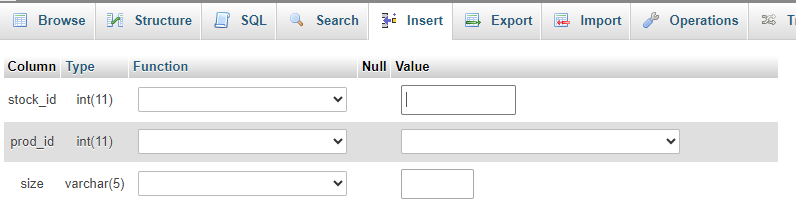 Browse Structure SQL Search Insert Export Import Operations
Column Type Function Null Value
stock_id int(11)
prod_id int(11)
size varchar(5)